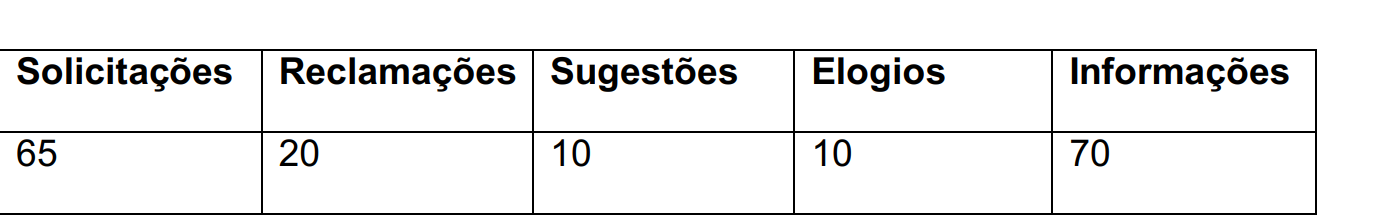 Solicitações Reclamações Sugestões Elogios Informações
65 20 10 10 70